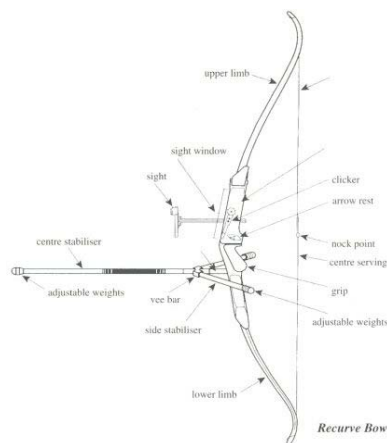 upper limb
sight window
clicker
sight
arrow rest
centre stabiliser
nock point
centre serving
adjustable weights
vee bar
grip
side stabiliser
adjustable weights
lower limb
Recurve Bow